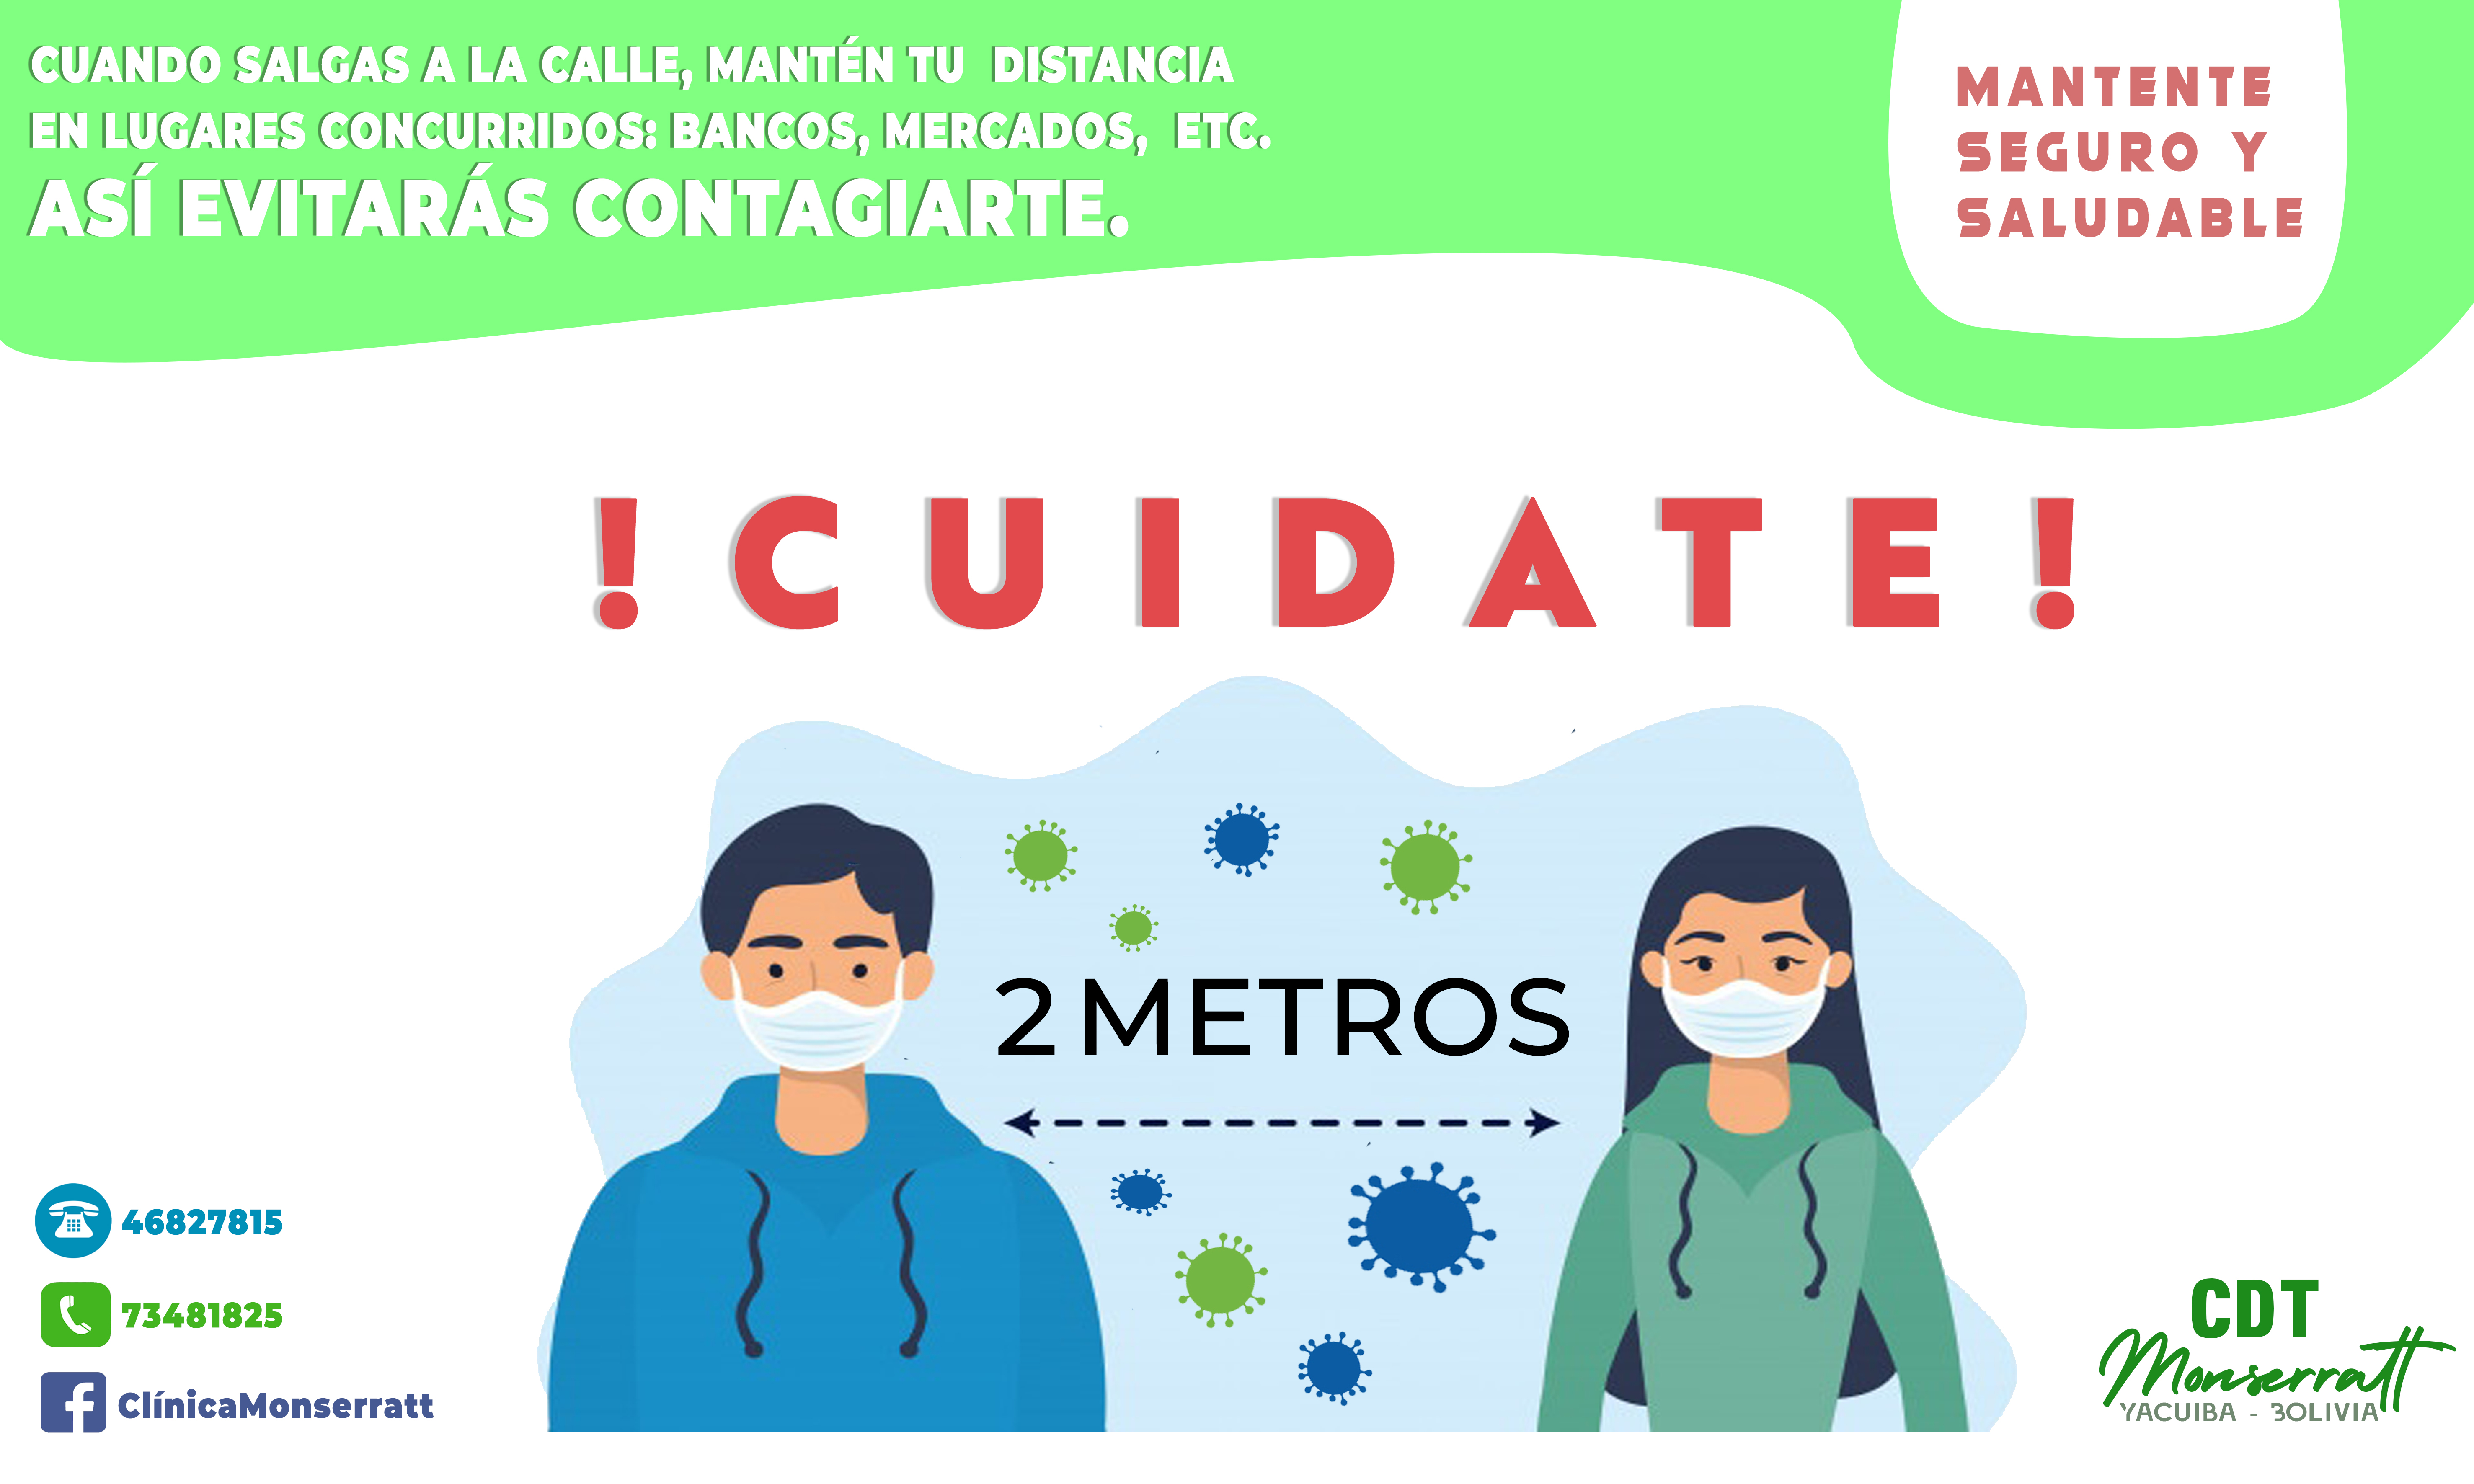 CUANDO SALGAS A LA CALLE, MANTÉN TU DISTANCIA
EN LUGARES CONCURRIDOS: BANCOS, MERCADOS, ETC.
ASÍ EVITARÁS CONTAGIARTE.
MANTENTE
SEGURO Y
SALUDABLE
!CUIDATE!
2 METROS
46827815
73481825
ClínicaMonserratt
CDT
Monserratt
YACUIBA - BOLIVIA